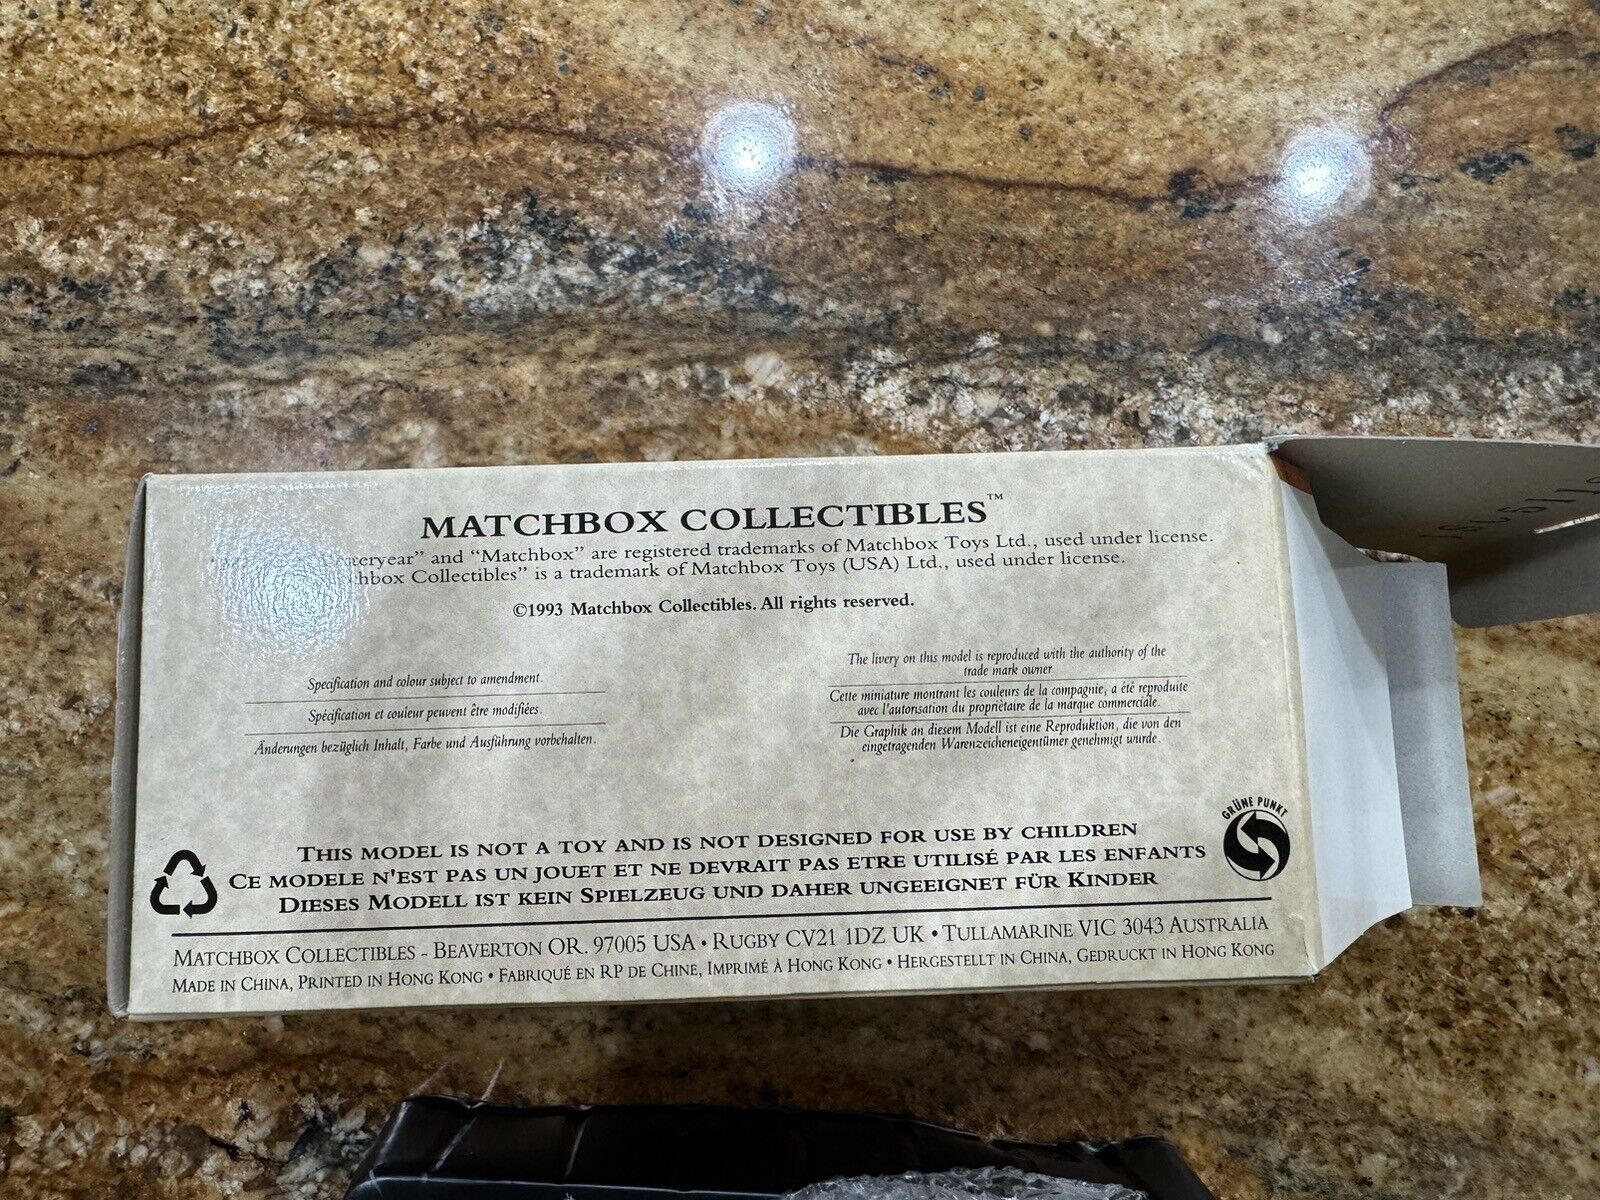 MATCHBOX COLLECTIBLES™
and "Matchbox" are registered trademarks of Matchbox Toys Ltd., used under license.
Collectibles" is a trademark of Matchbox Toys (USA) Ltd., used under license.
©1993 Matchbox Collectibles. All rights reserved.
Specification and colour subject to amendment.
Spécification et couleur peuvent être modifiées.
Änderungen bezüglich Inhalt, Farbe und Ausführung vorbehalten.
The livery on this model is reproduced with the authority of the
trade mark owner
Cette miniature montrant les couleurs de la compagnie, a été reproduite
avec l'autorisation du propriétaire de la marque commerciale.
Die Graphik an diesem Modell ist eine Reproduktion, die von den
eingetragenden Warenzeicheneigentümer genehmigt wurde.
GRÜNE PUNKT
THIS MODEL IS NOT A TOY AND IS NOT DESIGNED FOR USE BY CHILDREN
CE MODELE N'EST PAS UN JOUET ET NE DEVRAIT PAS ETRE UTILISÉ PAR LES ENFANTS
DIESES MODELL IST KEIN SPIELZEUG UND DAHER UNGEEIGNET FÜR KINDER
MATCHBOX COLLECTIBLES - BEAVERTON OR. 97005 USA • RUGBY CV21 1DZ UK • TULLAMARINE VIC 3043 AUSTRALIA
MADE IN CHINA, PRINTED IN HONG KONG • FABRIQUÉ EN RP DE CHINE, IMPRIMÉ À HONG KONG • HERGESTELLT IN CHINA, GEDRUCKT IN HONG KONG